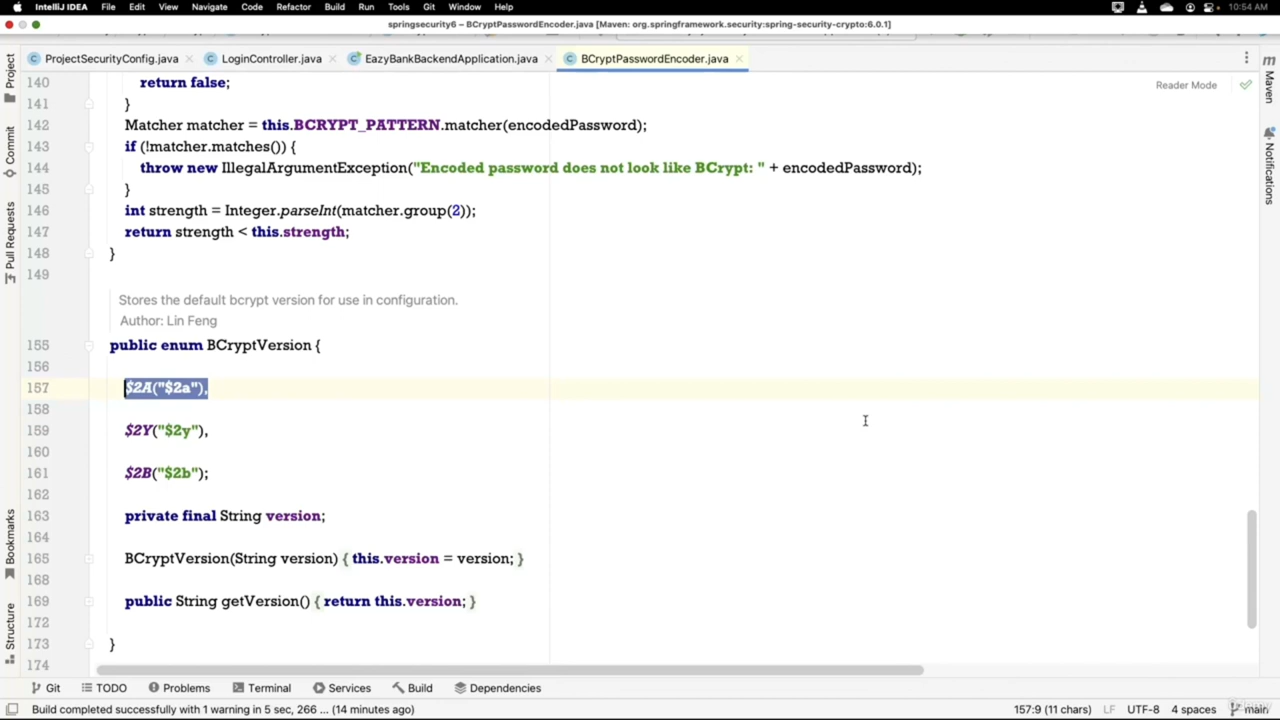 IntelliJ IDEA File Edit View Navigate Code Refactor Build Run Tools Git Window Help 10:54 AM
springsecurity6 – BCryptPasswordEncoder.java [Maven: org.springframework.security:spring-security-crypto:6.0.1]
ProjectSecurityConfig.java LoginController.java EazyBankBackendApplication.java BCryptPasswordEncoder.java
Reader Mode
140 return false;
141 }
142 Matcher matcher = this.BCRYPT_PATTERN.matcher(encodedPassword);
143 if (!matcher.matches()) {
144 throw new IllegalArgumentException("Encoded password does not look like BCrypt: " + encodedPassword);
145 }
146 int strength = Integer.parseInt(matcher.group(2));
147 return strength < this.strength;
148 }
149
Stores the default bcrypt version for use in configuration.
Author: Lin Feng
155 public enum BCryptVersion {
156
157 $2A("$2a"),
158
159 $2Y("$2y"),
160
161 $2B("$2b");
162
163 private final String version;
164
165 BCryptVersion(String version) { this.version = version; }
168
169 public String getVersion() { return this.version; }
172
173 }
174
Project
Commit
Pull Requests
Bookmarks
Structure
Maven
Notifications
Git TODO Problems Terminal Services Build Dependencies
Build completed successfully with 1 warning in 5 sec, 266 ... (14 minutes ago) 157:9 (11 chars) LF UTF-8 4 spaces main